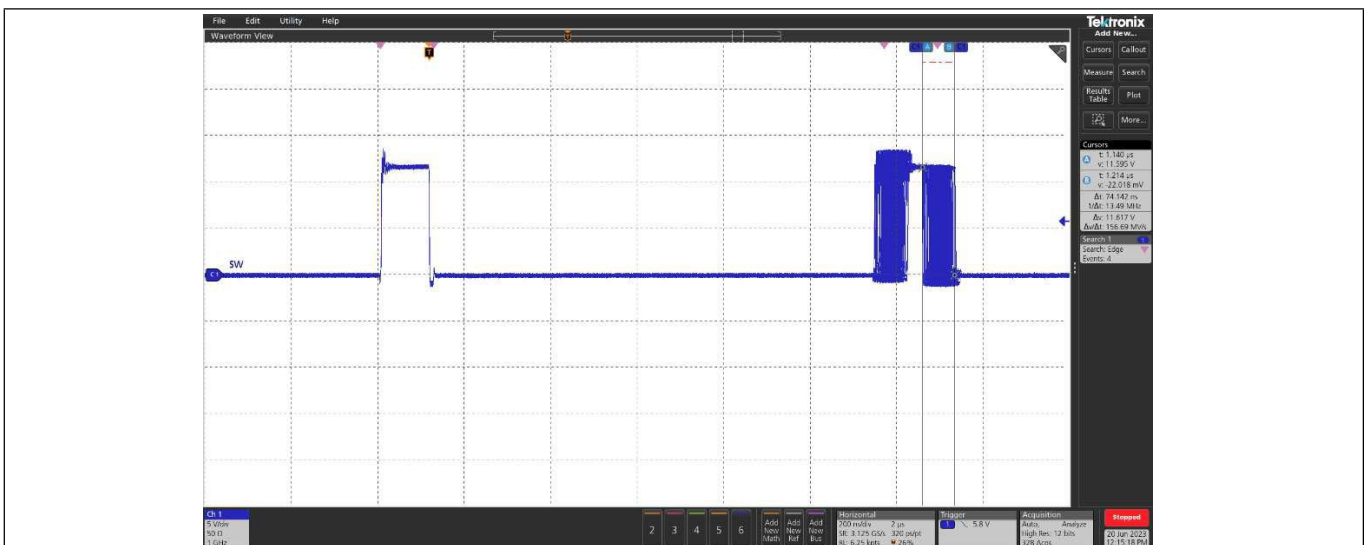 File Edit Utility Help
Tektronix
Waveform View
Add New...
T
C1 A B C1
Cursors Callout
Measure Search
Results Table Plot
More...
Cursors
A t: 1.140 µs
v: 11.595 V
B t: 1.214 µs
v: -22.018 mV
Δt: 74.142 ns
1/Δt: 13.49 MHz
Δv: 11.617 V
Δv/Δt: 156.69 MV/s
Search 1 1
Search: Edge
Events: 4
SW
C1
Ch 1
5 V/div
50 Ω
1 GHz
2 3 4 5 6
Add New Math
Add New Ref
Add New Bus
Horizontal
200 ns/div 2 µs
SR: 3.125 GS/s 320 ps/pt
RL: 6.25 kpts 26%
Trigger
1 5.8 V
Acquisition
Auto, Analyze
High Res: 12 bits
328 Acqs
Stopped
20 Jun 2023
12:15:18 PM